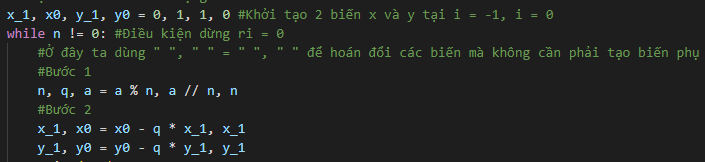 x_1, x0, y_1, y0 = 0, 1, 1, 0 #Khởi tạo 2 biến x và y tại i = -1, i = 0
while n != 0: #Điều kiện dừng ri = 0
#Ở đây ta dùng " ", " " = " ", " " để hoán đổi các biến mà không cần phải tạo biến phụ
#Bước 1
n, q, a = a % n, a // n, n
#Bước 2
x_1, x0 = x0 - q * x_1, x_1
y_1, y0 = y0 - q * y_1, y_1